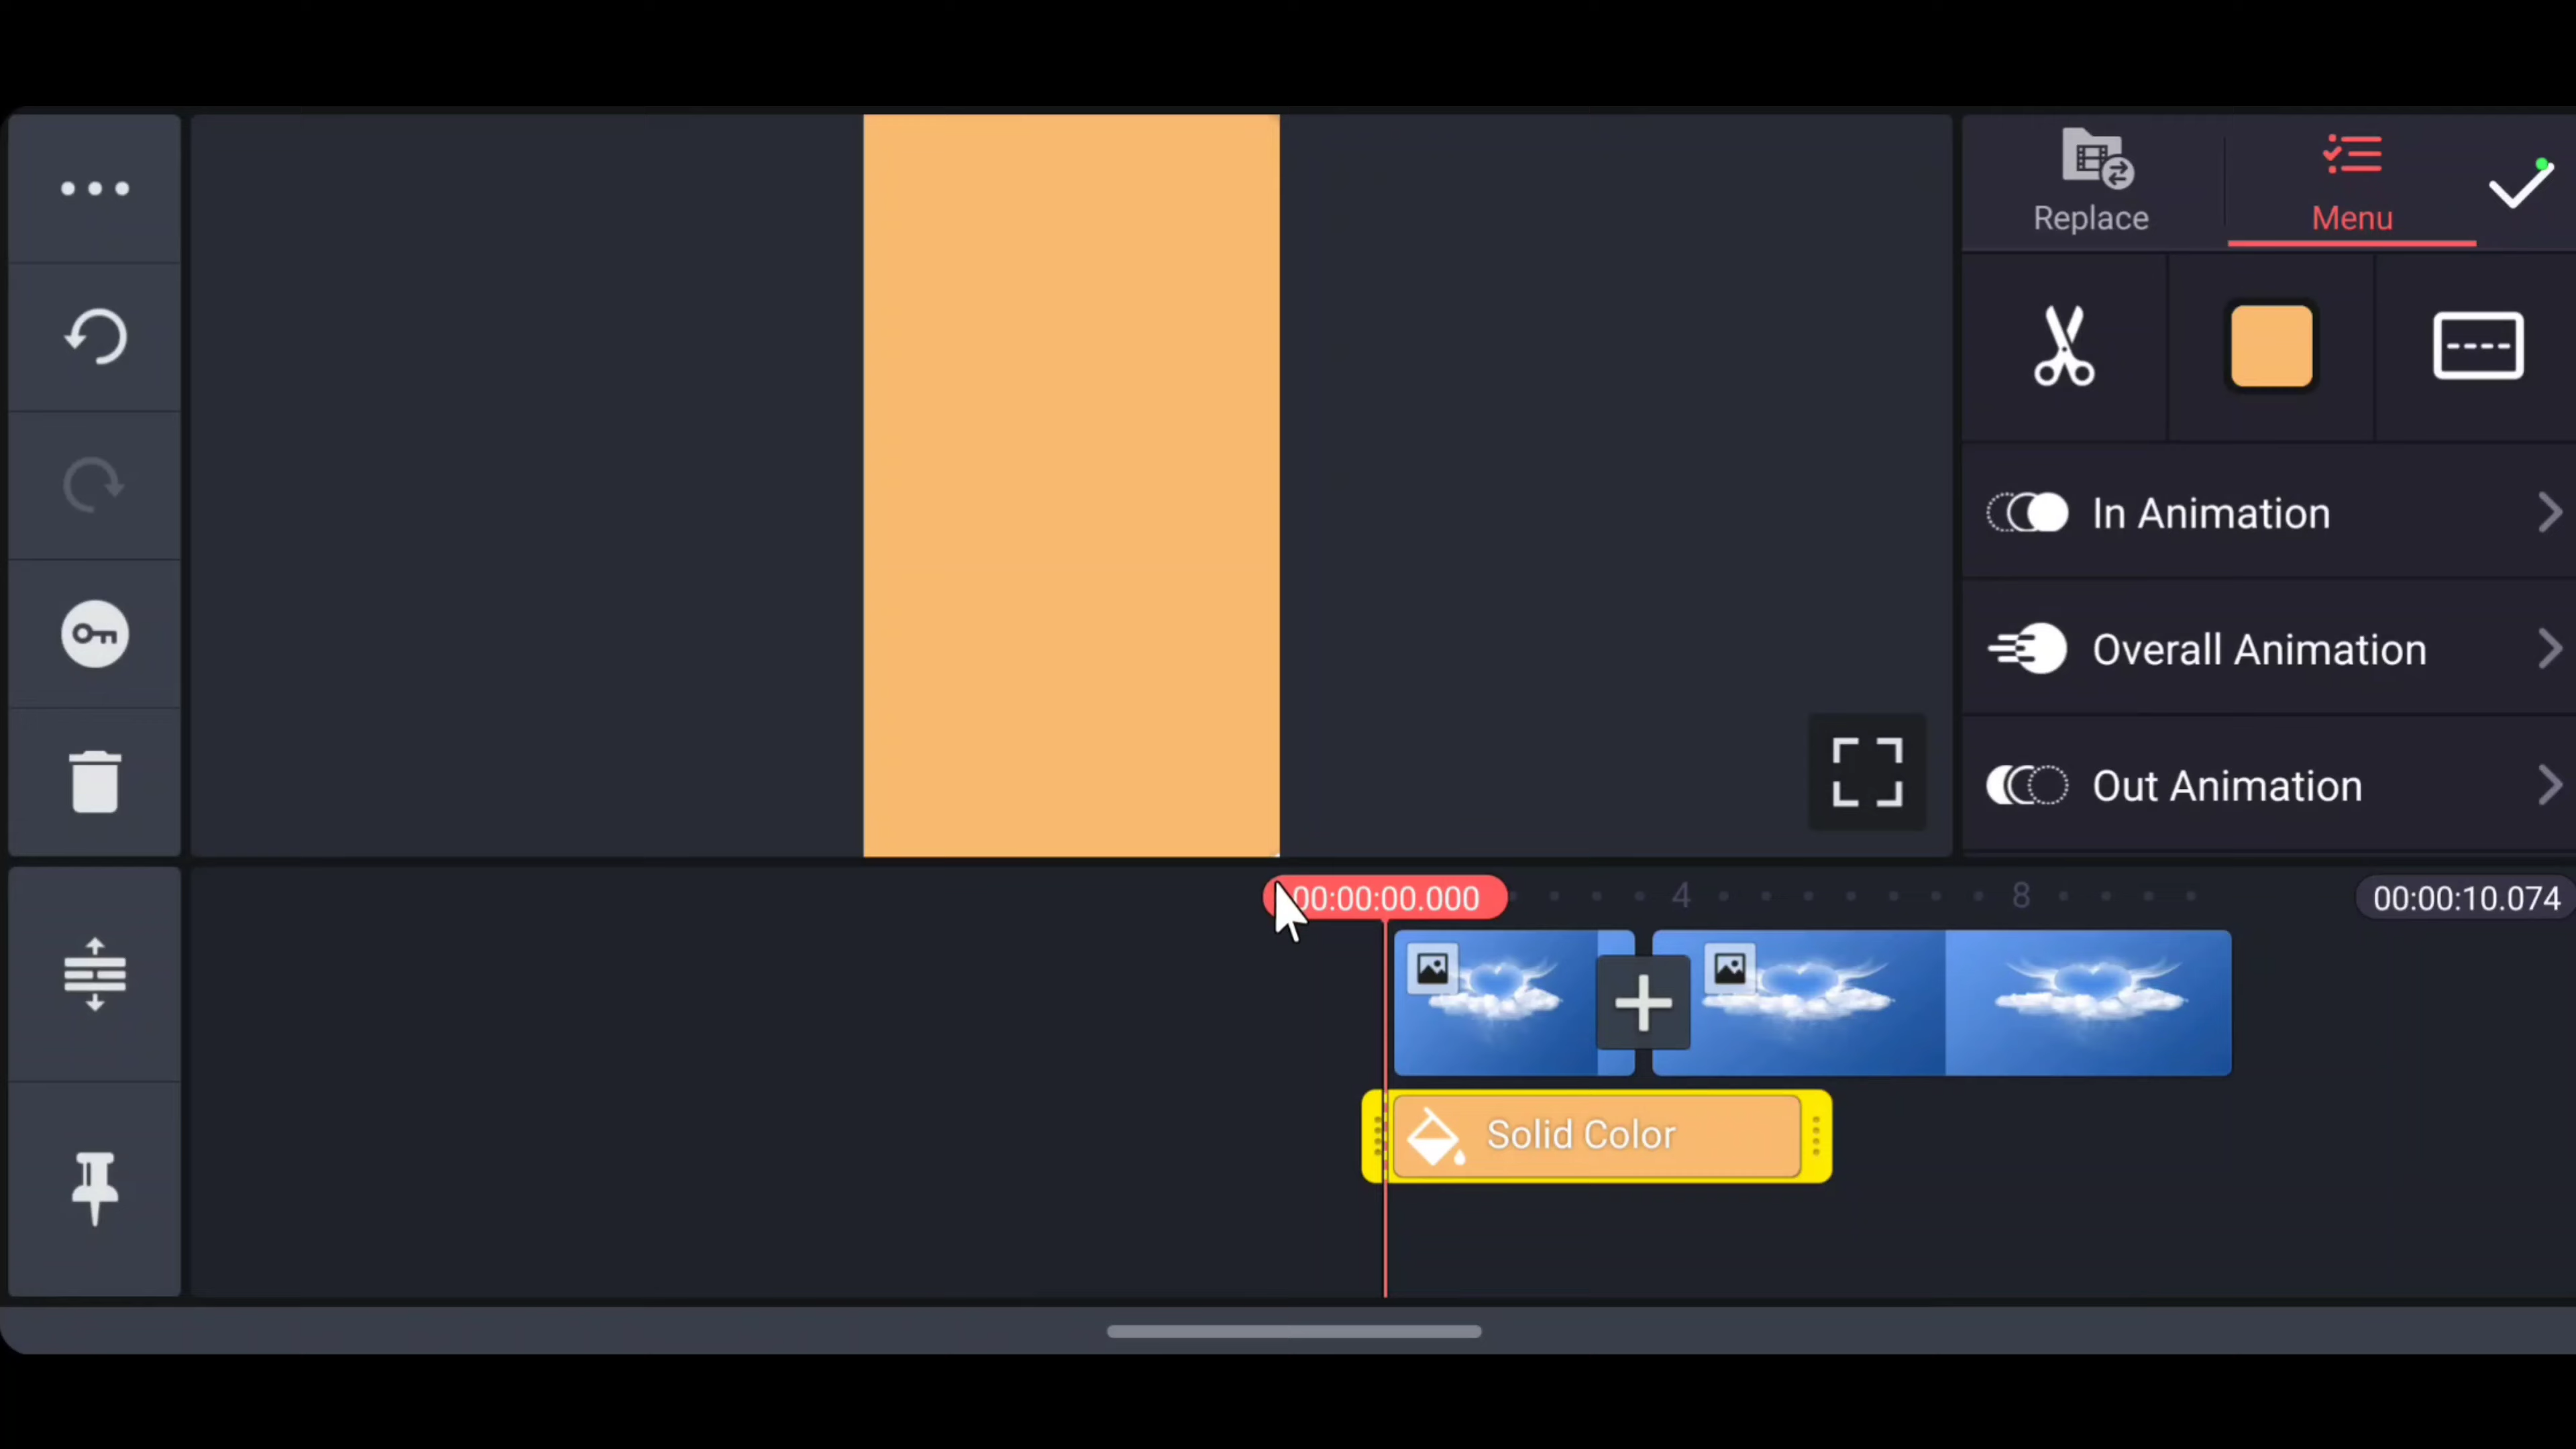 Replace
Menu
In Animation
Overall Animation
Out Animation
00:00:00.000
4
8
00:00:10.074
Solid Color